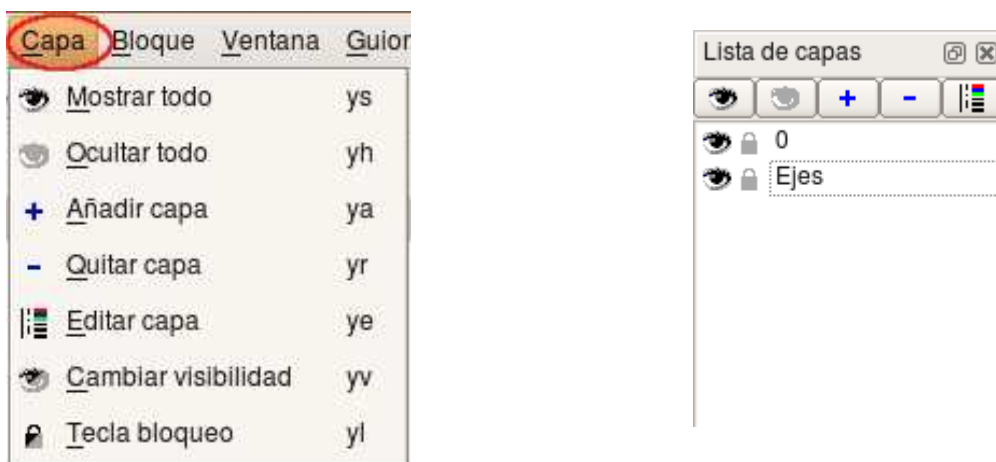 Capa Bloque Ventana Guior
Mostrar todo ys
Ocultar todo yh
Añadir capa ya
Quitar capa yr
Editar capa ye
Cambiar visibilidad yv
Tecla bloqueo yl
Lista de capas
0
Ejes